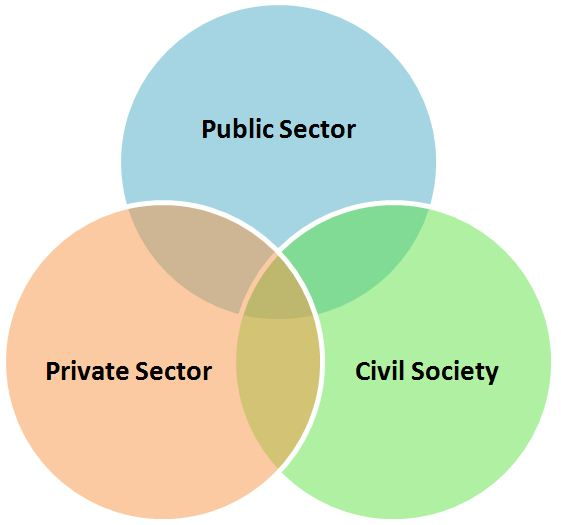 Public Sector
Private Sector
Civil Society